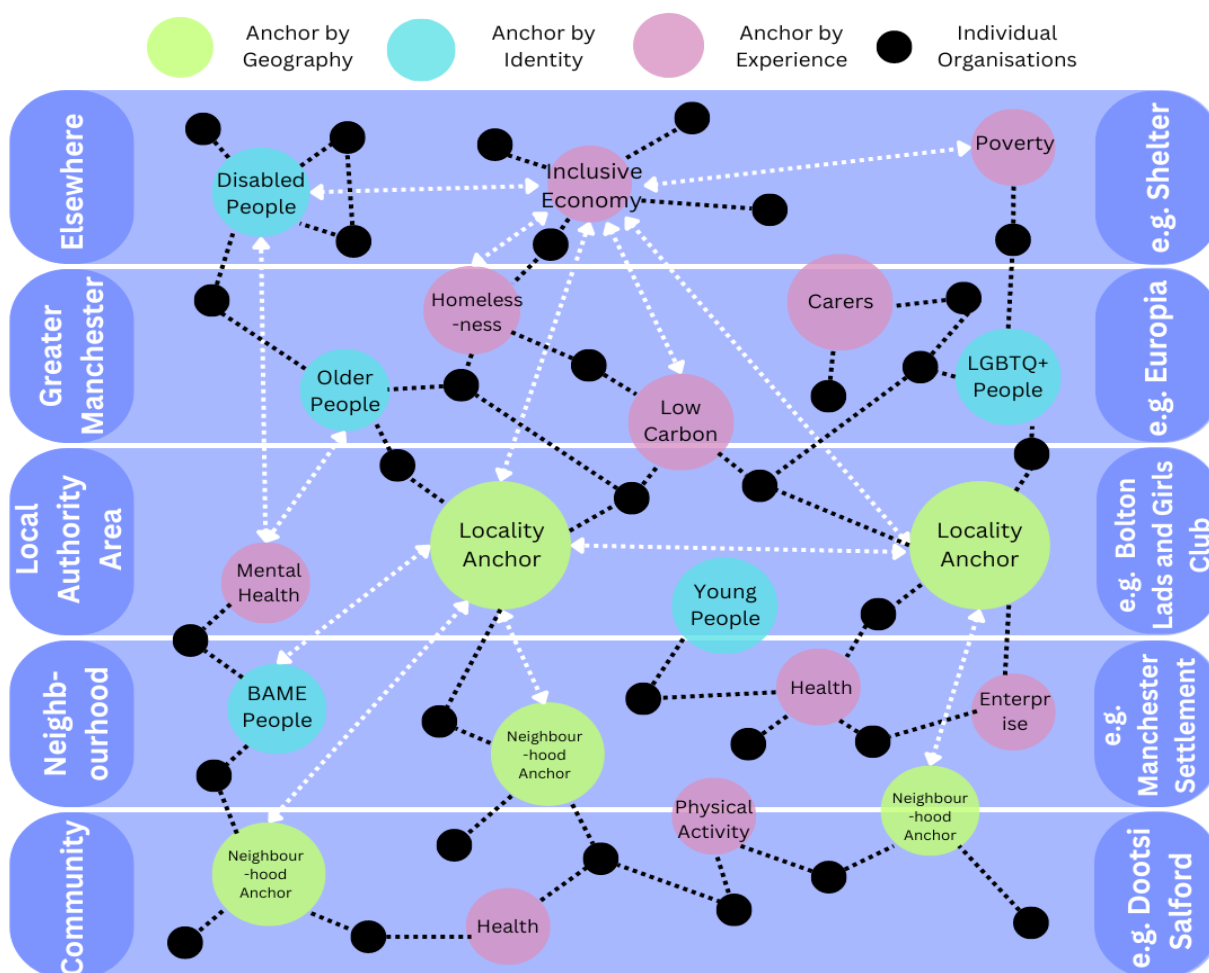 Anchor by
Geography
Anchor by
Identity
Anchor by
Experience
Individual
Organisations
Elsewhere
Disabled
People
Inclusive
Economy
Poverty
e.g. Shelter
Greater
Manchester
Homeless
-ness
Carers
Older
People
Low
Carbon
LGBTQ+
People
e.g. Europia
Local
Authority
Area
Locality
Anchor
Locality
Anchor
Mental
Health
Young
People
e.g. Bolton
Lads and Girls
Club
Neighb-
ourhood
BAME
People
Neighbour
-hood
Anchor
Health
Enterpr
ise
e.g.
Manchester
Settlement
Community
Neighbour
-hood
Anchor
Health
Physical
Activity
Neighbour
-hood
Anchor
e.g. Dootsi
Salford